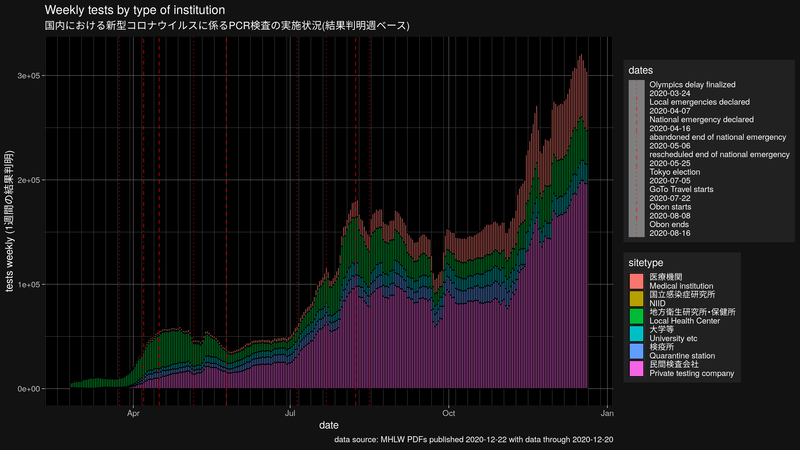 Weekly tests by type of institution
国内における新型コロナウイルスに係るPCR検査の実施状況(結果判明週ベース)
tests weekly (1週間の結果判明)
3e+05
2e+05
1e+05
0e+00
Apr
Jul
Oct
Jan
date
data source: MHLW PDFs published 2020-12-22 with data through 2020-12-20
dates
Olympics delay finalized
2020-03-24
Local emergencies declared
2020-04-07
National emergency declared
2020-04-16
abandoned end of national emergency
2020-05-06
rescheduled end of national emergency
2020-05-25
Tokyo election
2020-07-05
GoTo Travel starts
2020-07-22
Obon starts
2020-08-08
Obon ends
2020-08-16
sitetype
医療機関
Medical institution
国立感染症研究所
NIID
地方衛生研究所・保健所
Local Health Center
大学等
University etc
検疫所
Quarantine station
民間検査会社
Private testing company